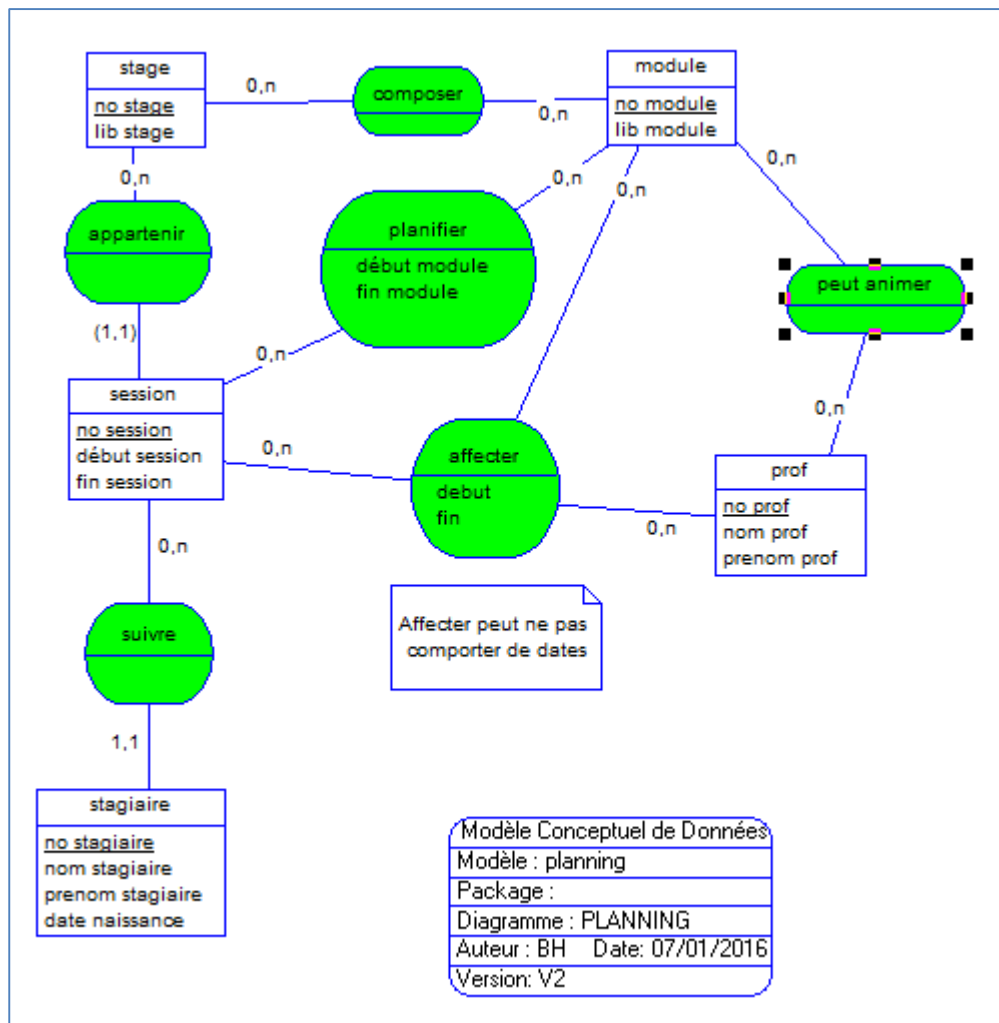 stage
no stage
lib stage
0,n
composer
0,n
module
no module
lib module
0,n
appartenir
(1,1)
planifier
début module
fin module
0,n
0,n
0,n
0,n
peut animer
0,n
session
no session
début session
fin session
0,n
affecter
debut
fin
0,n
prof
no prof
nom prof
prenom prof
0,n
suivre
1,1
Affecter peut ne pas
comporter de dates
stagiaire
no stagiaire
nom stagiaire
prenom stagiaire
date naissance
Modèle Conceptuel de Données
Modèle : planning
Package :
Diagramme : PLANNING
Auteur : BH Date: 07/01/2016
Version: V2